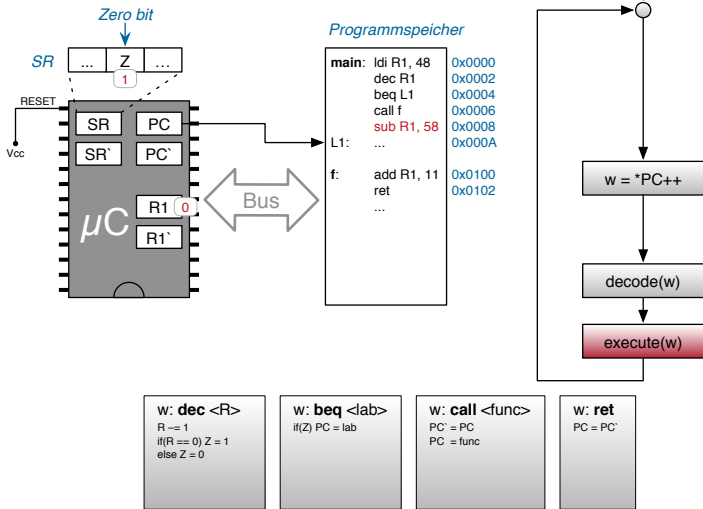 Zero bit
SR ... Z ...
1
RESET
Vcc
SR PC
SR` PC`
R1 0
R1`
µC
Bus
Programmspeicher
main: ldi R1, 48 0x0000
dec R1 0x0002
beq L1 0x0004
call f 0x0006
sub R1, 58 0x0008
L1: ... 0x000A
f: add R1, 11 0x0100
ret 0x0102
...
w = *PC++
decode(w)
execute(w)
w: dec <R>
R −= 1
if(R == 0) Z = 1
else Z = 0
w: beq <lab>
if(Z) PC = lab
w: call <func>
PC` = PC
PC = func
w: ret
PC = PC`